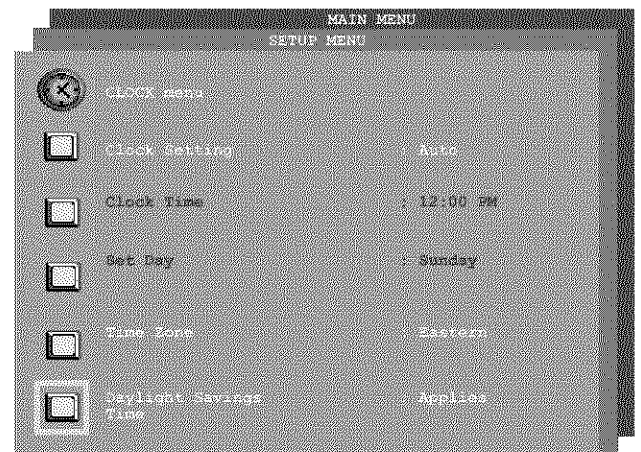 MAIN MENU
SETUP MENU
CLOCK menu
Clock Setting : Auto
Clock Time : 12:00 PM
Set Day : Sunday
Time Zone : Eastern
Daylight Savings : Applies
Time